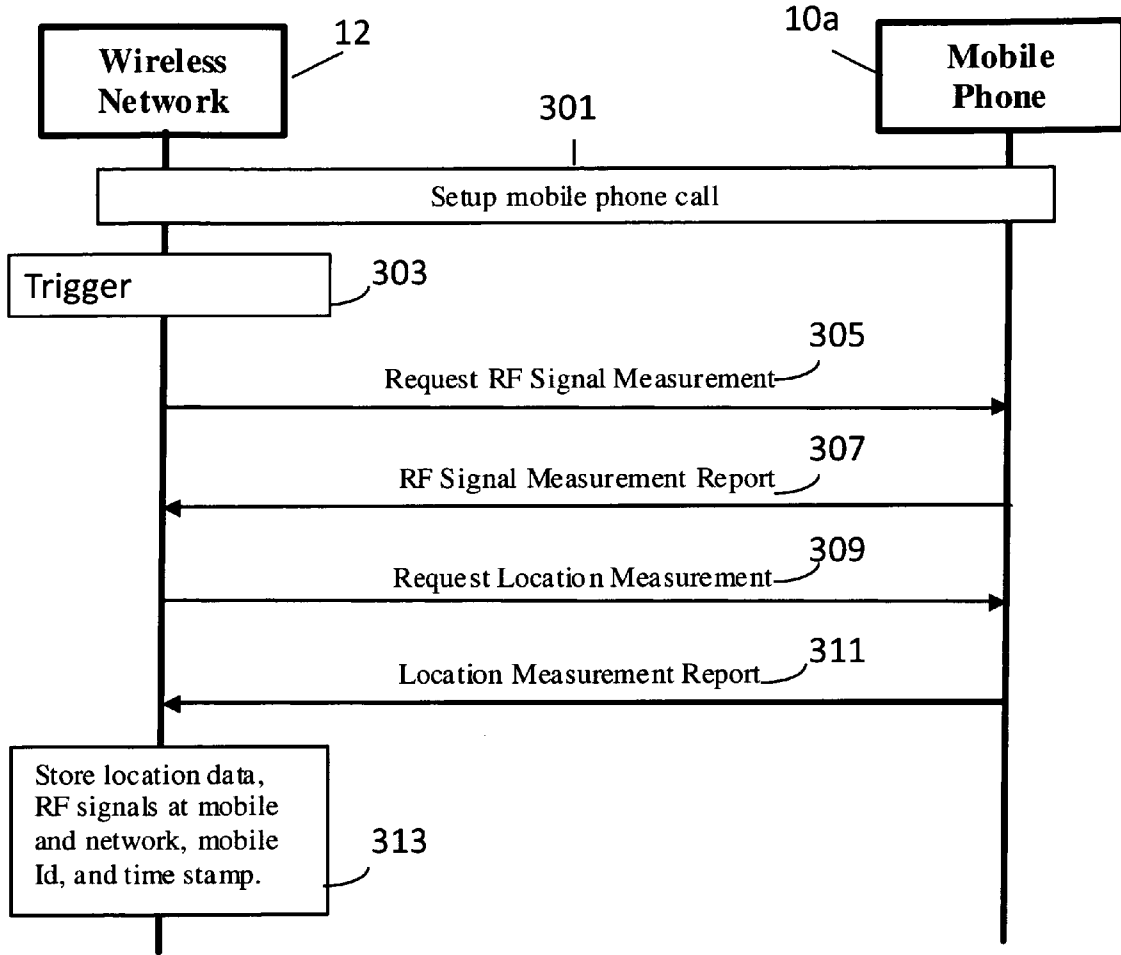 12
10a
Wireless
Network
Mobile
Phone
301
Setup mobile phone call
Trigger
303
305
Request RF Signal Measurement
307
RF Signal Measurement Report
309
Request Location Measurement
311
Location Measurement Report
Store location data,
RF signals at mobile
and network, mobile
Id, and time stamp.
313